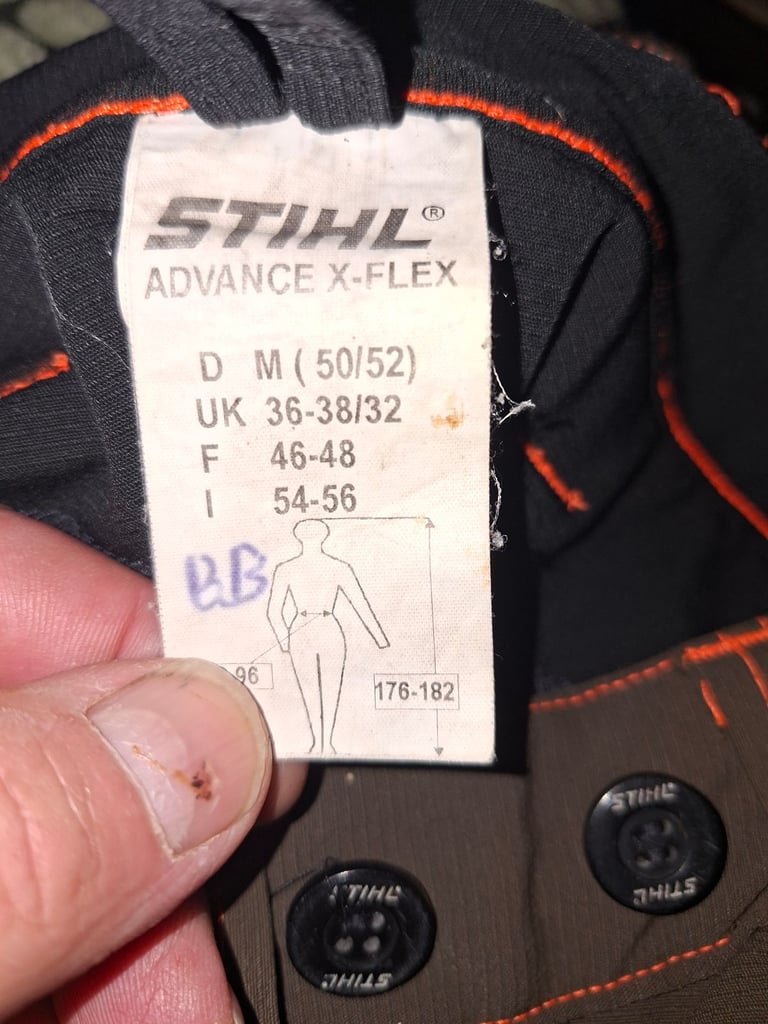 STIHL®
ADVANCE X-FLEX
D M ( 50/52)
UK 36-38/32
F 46-48
I 54-56
BB
96
176-182
STIHL
STIHL
STIHL
STIHL